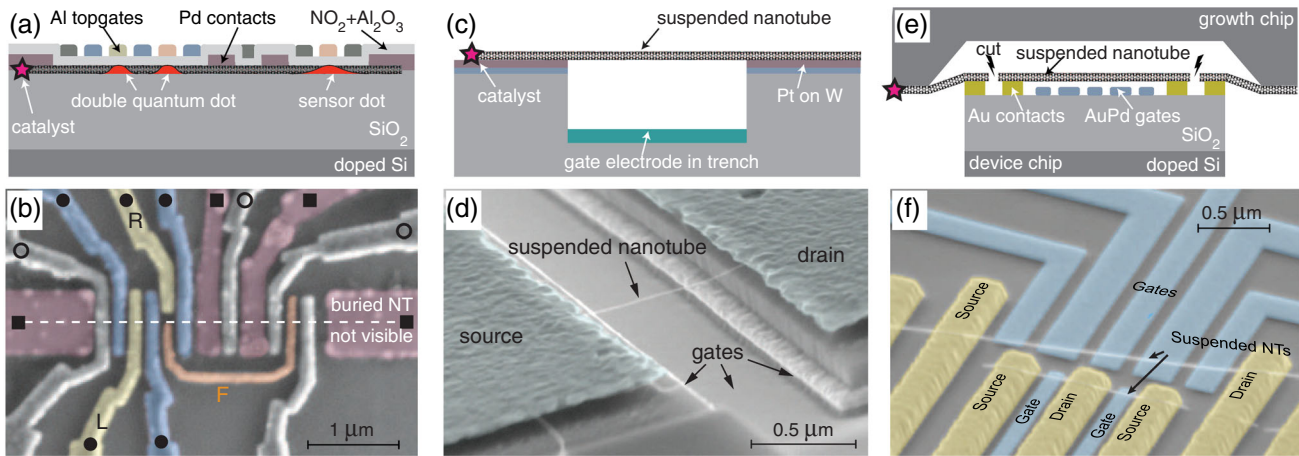 (a)
Al topgates
Pd contacts
NO2+Al2O3
double quantum dot
sensor dot
catalyst
SiO2
doped Si
(b)
R
buried NT
not visible
F
L
1 μm
(c)
suspended nanotube
catalyst
Pt on W
gate electrode in trench
(d)
suspended nanotube
drain
source
gates
0.5 μm
(e)
growth chip
cut
suspended nanotube
Au contacts
AuPd gates
SiO2
device chip
doped Si
(f)
0.5 μm
Gates
Source
Suspended NTs
Source
Gate
Drain
Gate
Source
Drain